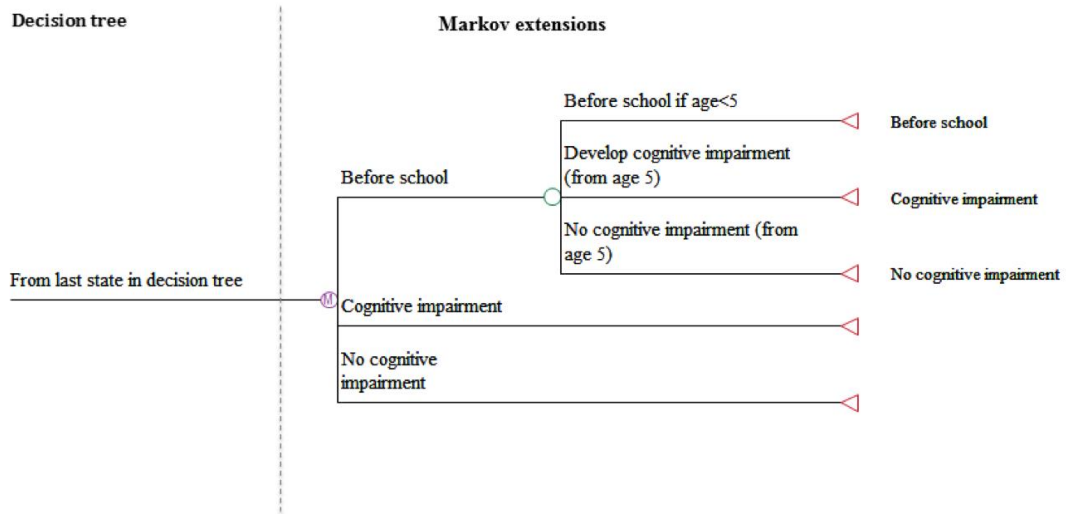 Decision tree
Markov extensions
Before school if age<5
Before school
Develop cognitive impairment
(from age 5)
Before school
Cognitive impairment
No cognitive impairment (from
age 5)
From last state in decision tree
No cognitive impairment
M
Cognitive impairment
No cognitive
impairment